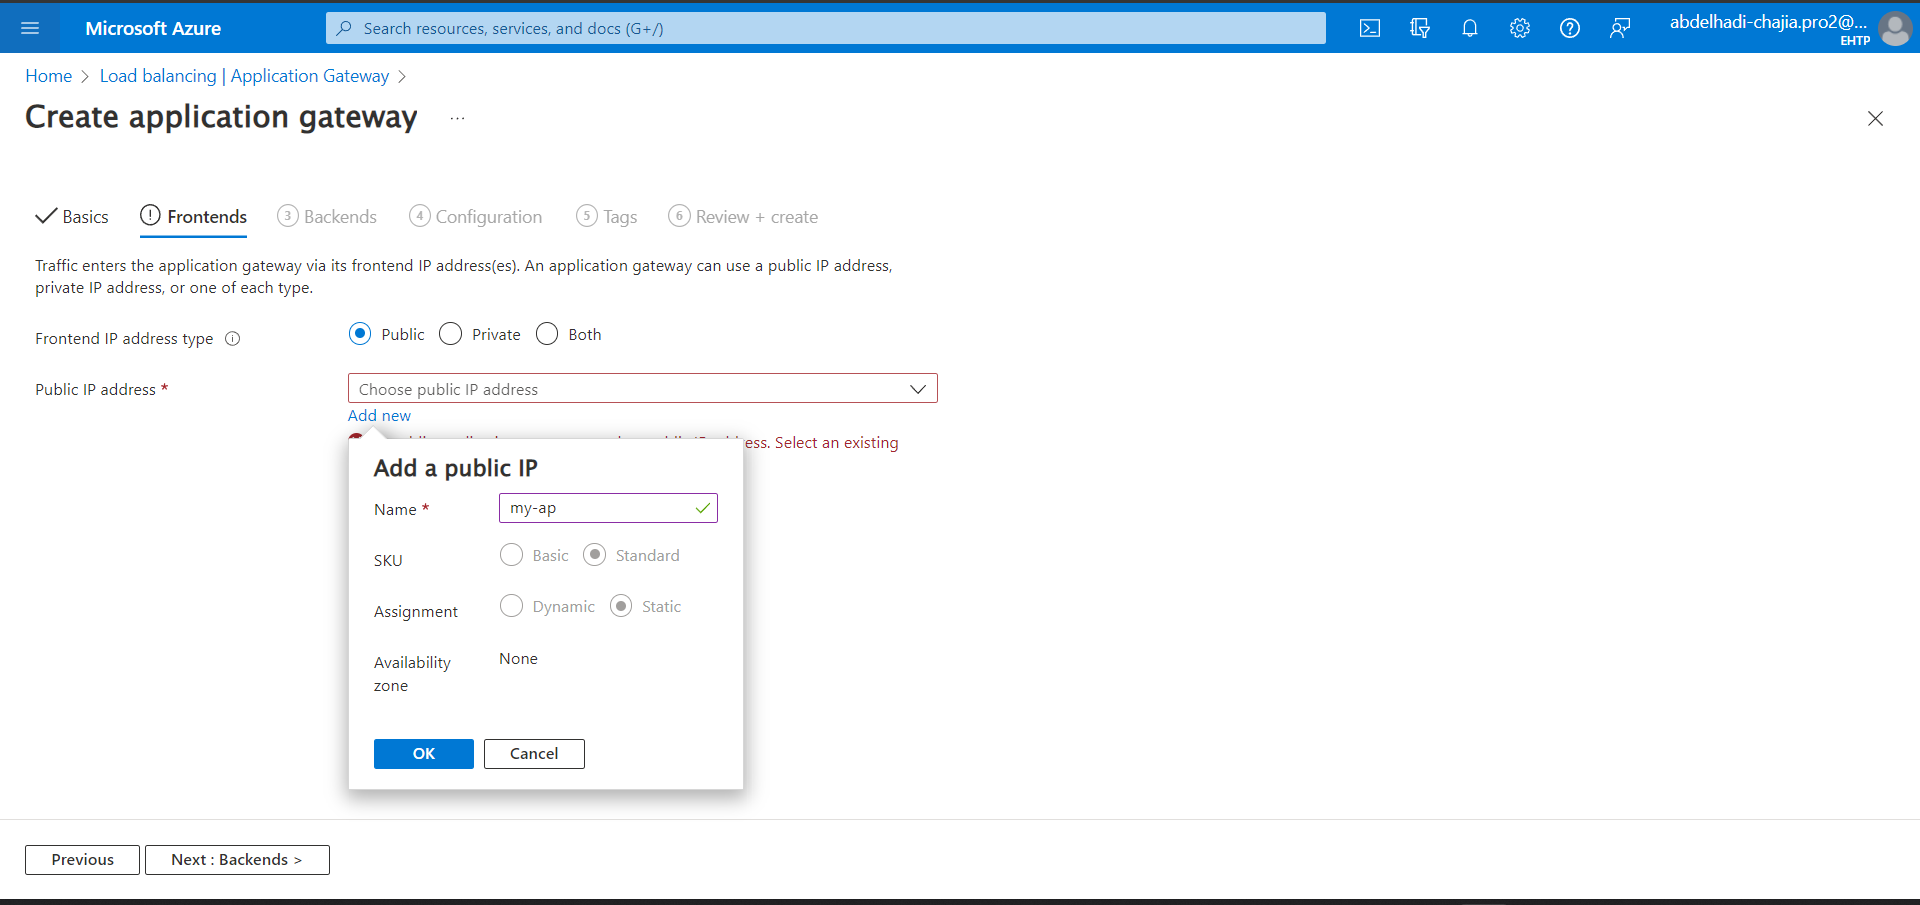 Microsoft Azure
Search resources, services, and docs (G+/)
abdelhadi-chajia.pro2@...
EHTP
Home > Load balancing | Application Gateway >
Create application gateway ...
Basics ! Frontends 3 Backends 4 Configuration 5 Tags 6 Review + create
Traffic enters the application gateway via its frontend IP address(es). An application gateway can use a public IP address,
private IP address, or one of each type.
Frontend IP address type Public Private Both
Public IP address * Choose public IP address
Add new
Select an existing
Add a public IP
Name * my-ap
SKU Basic Standard
Assignment Dynamic Static
Availability None
zone
OK Cancel
Previous Next : Backends >